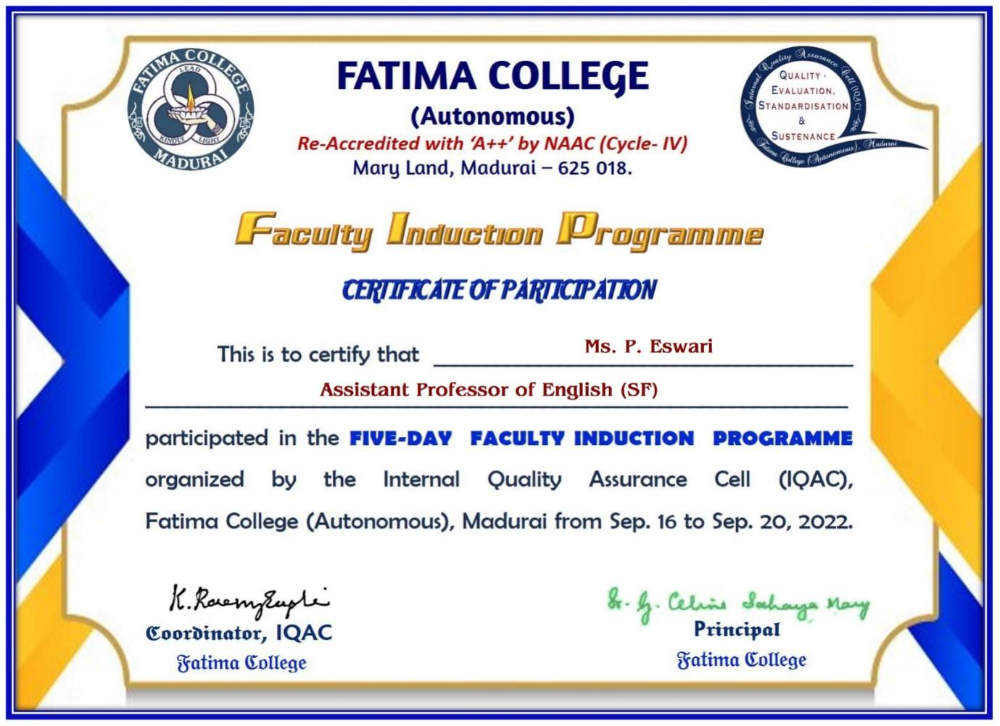 FATIMA COLLEGE
MADURAI
LEAD
KINDLY LIGHT
FATIMA COLLEGE
(Autonomous)
Re-Accredited with ‘A++’ by NAAC (Cycle- IV)
Mary Land, Madurai – 625 018.
Internal Quality Assurance Cell (IQAC)
QUALITY -
EVALUATION,
STANDARDISATION
&
SUSTENANCE
Fatima College (Autonomous), Madurai
Faculty Induction Programme
CERTIFICATE OF PARTICIPATION
This is to certify that Ms. P. Eswari
Assistant Professor of English (SF)
participated in the FIVE-DAY FACULTY INDUCTION PROGRAMME
organized by the Internal Quality Assurance Cell (IQAC),
Fatima College (Autonomous), Madurai from Sep. 16 to Sep. 20, 2022.
K.
Coordinator, IQAC
Fatima College
Sr. G. Celine Sahaya Mary
Principal
Fatima College